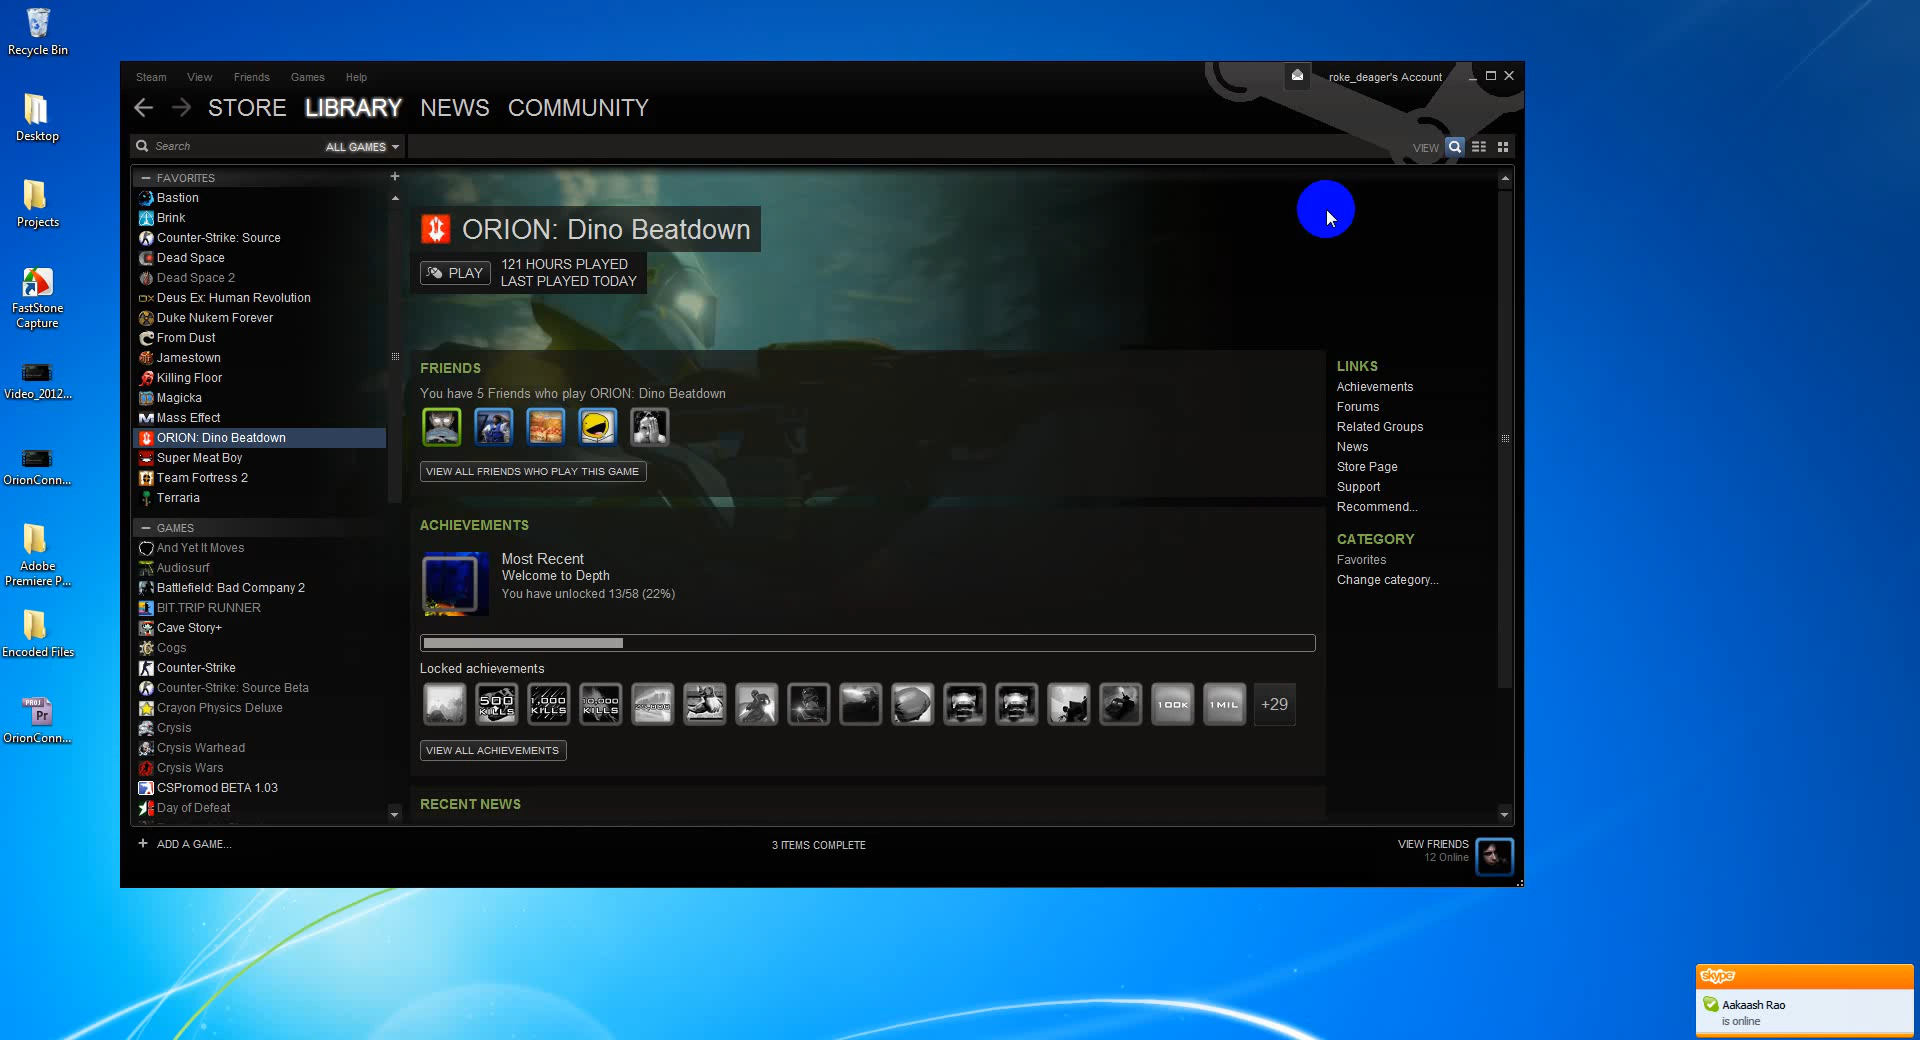 Recycle Bin
Desktop
Projects
FastStone
Capture
Video_2012...
OrionConn...
Adobe
Premiere P...
Encoded Files
PROJ
Pr
OrionConn...
Steam View Friends Games Help
roke_deager's Account
STORE LIBRARY NEWS COMMUNITY
Search ALL GAMES
VIEW
FAVORITES
Bastion
Brink
Counter-Strike: Source
Dead Space
Dead Space 2
Deus Ex: Human Revolution
Duke Nukem Forever
From Dust
Jamestown
Killing Floor
Magicka
Mass Effect
ORION: Dino Beatdown
Super Meat Boy
Team Fortress 2
Terraria
GAMES
And Yet It Moves
Audiosurf
Battlefield: Bad Company 2
BIT.TRIP RUNNER
Cave Story+
Cogs
Counter-Strike
Counter-Strike: Source Beta
Crayon Physics Deluxe
Crysis
Crysis Warhead
Crysis Wars
CSPromod BETA 1.03
Day of Defeat
ORION: Dino Beatdown
PLAY
121 HOURS PLAYED
LAST PLAYED TODAY
FRIENDS
You have 5 Friends who play ORION: Dino Beatdown
VIEW ALL FRIENDS WHO PLAY THIS GAME
ACHIEVEMENTS
Most Recent
Welcome to Depth
You have unlocked 13/58 (22%)
Locked achievements
500 KILLS
1,000 KILLS
10,000 KILLS
100K
1 MIL
+29
VIEW ALL ACHIEVEMENTS
RECENT NEWS
LINKS
Achievements
Forums
Related Groups
News
Store Page
Support
Recommend...
CATEGORY
Favorites
Change category...
+ ADD A GAME...
3 ITEMS COMPLETE
VIEW FRIENDS
12 Online
skype
Aakaash Rao
is online